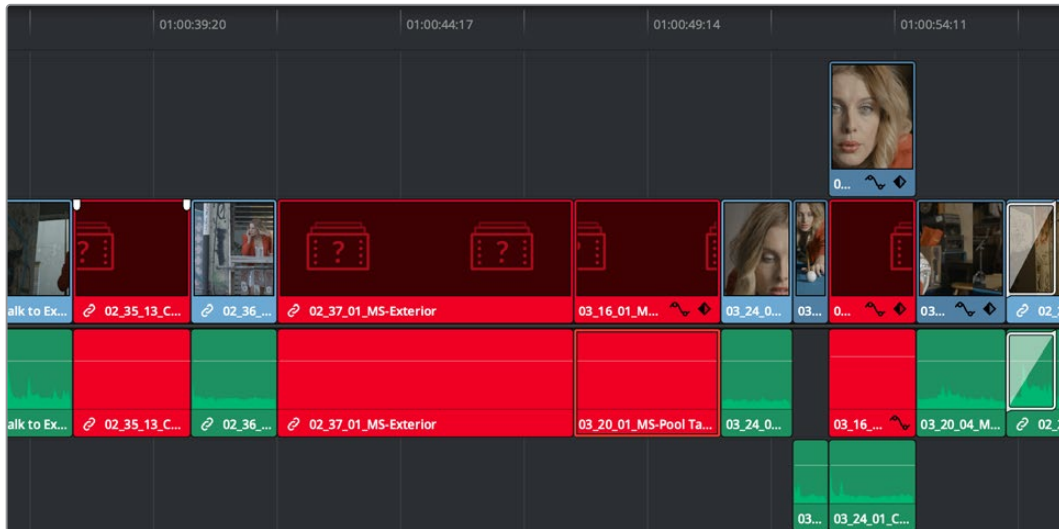 01:00:39:20
01:00:44:17
01:00:49:14
01:00:54:11
0...
alk to Ex...
02_35_13_C...
02_36_...
02_37_01_MS-Exterior
03_16_01_M...
03_24_0...
03...
0...
03...
02_
alk to Ex...
02_35_13_C...
02_36_...
02_37_01_MS-Exterior
03_20_01_MS-Pool Ta...
03_24_0...
03_16_...
03_20_04_M...
02_
03...
03_24_01_C...